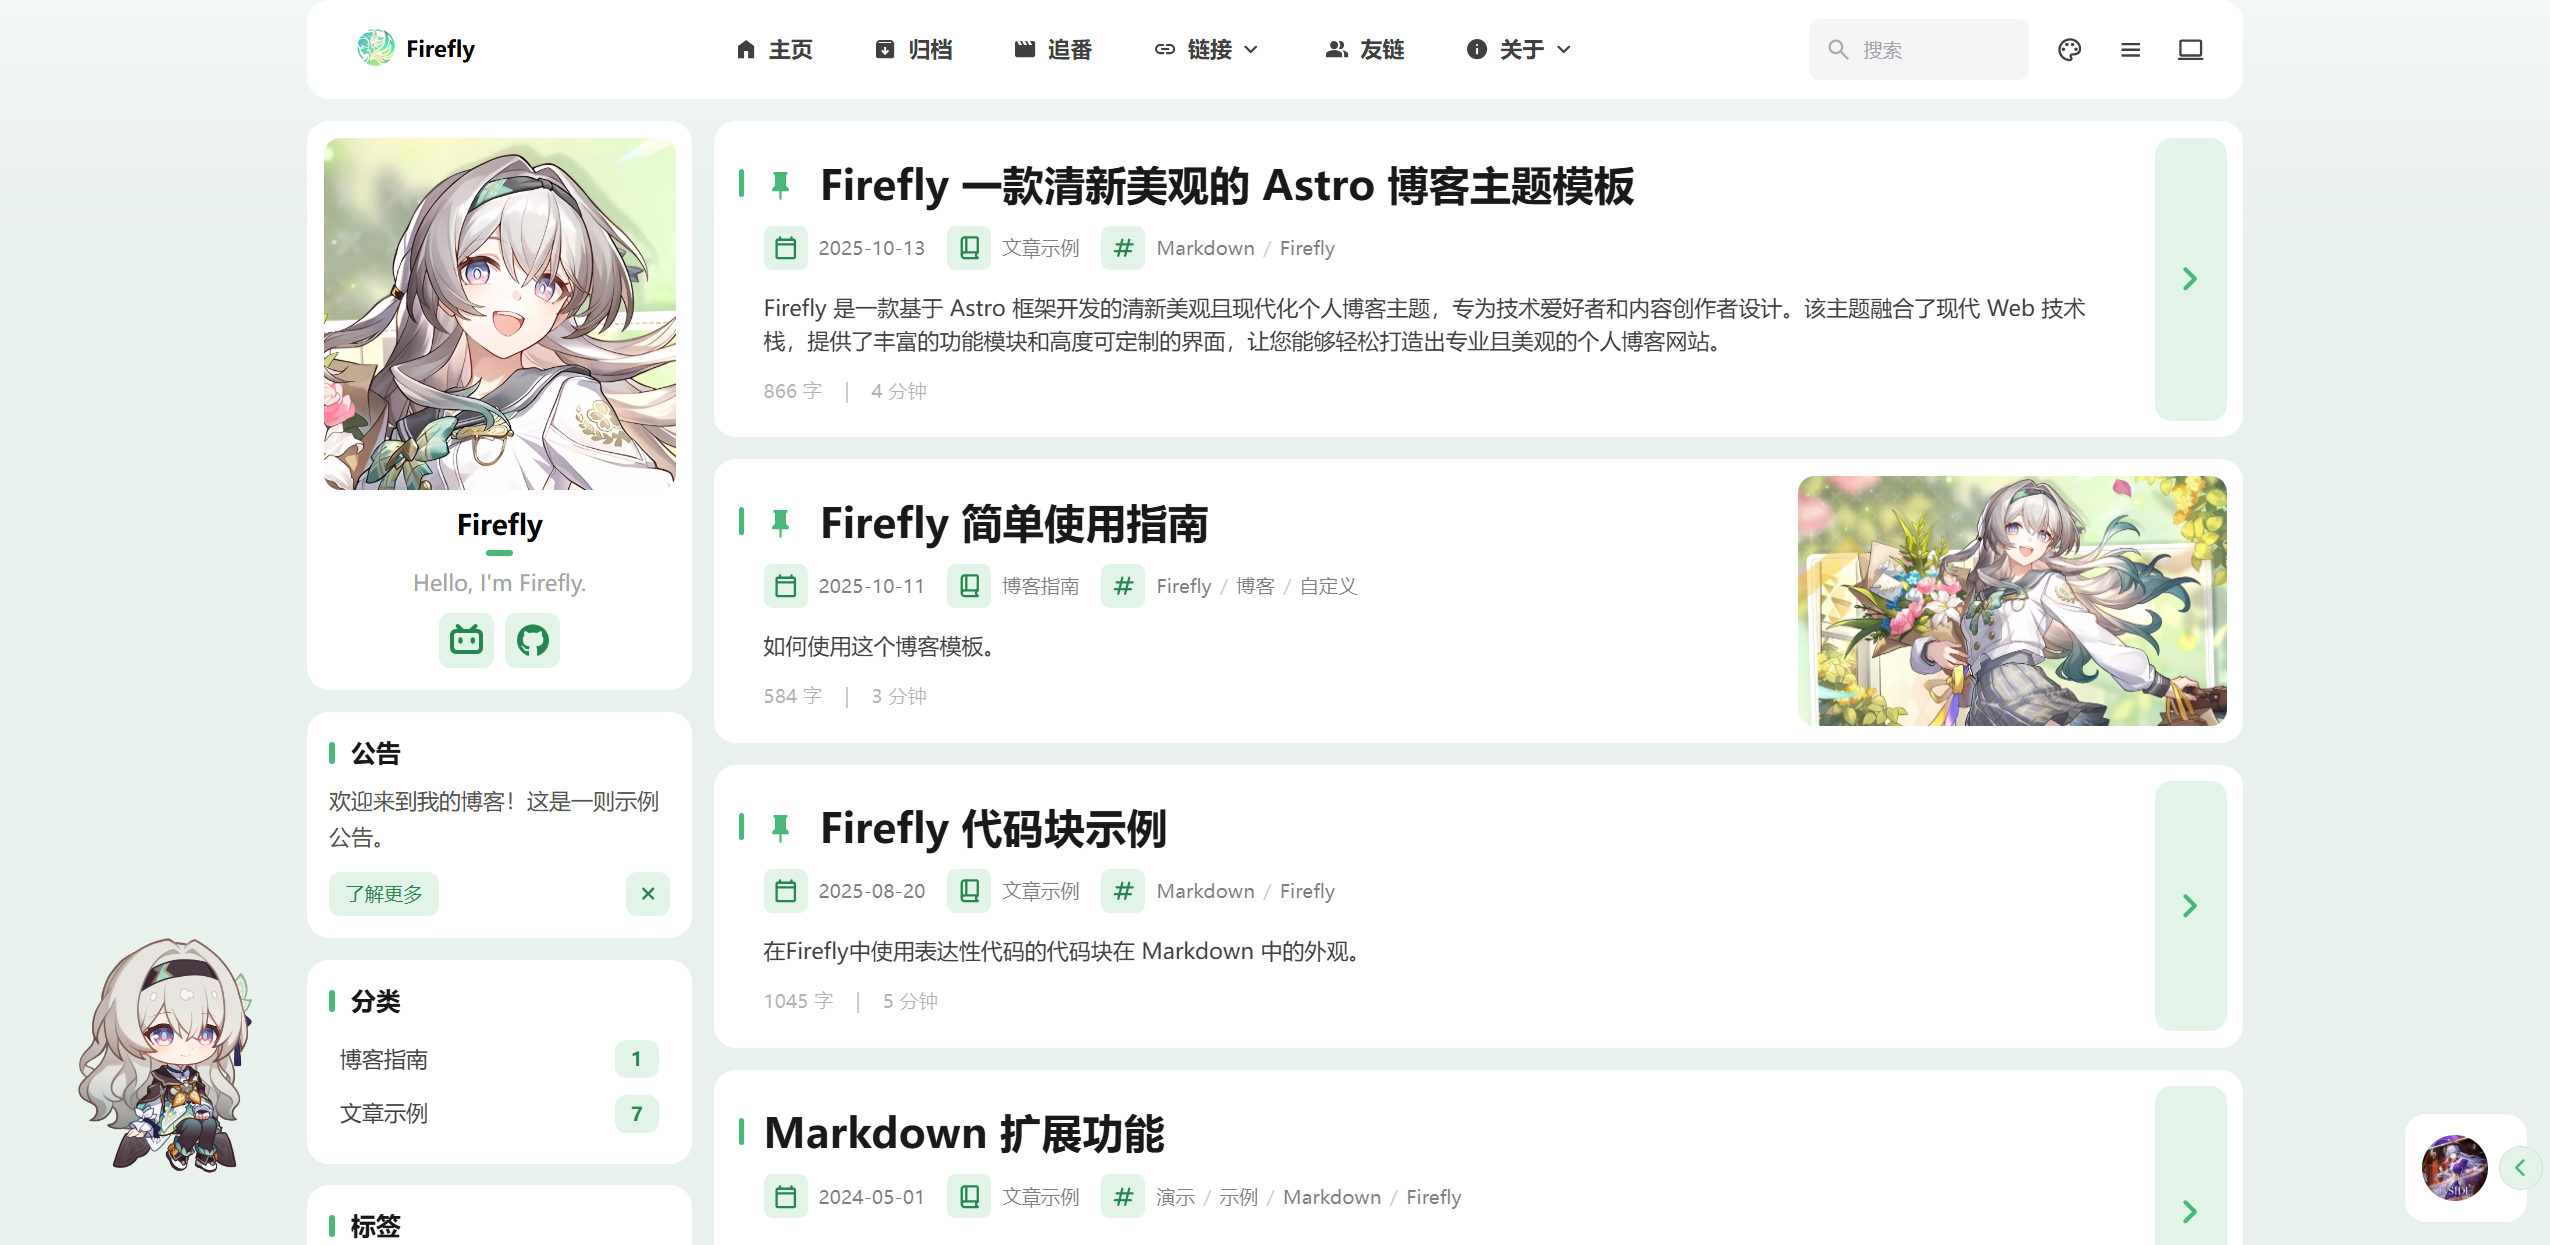 Firefly
主页
归档
追番
链接
友链
关于
搜索
Firefly
Hello, I'm Firefly.
公告
欢迎来到我的博客！这是一则示例
公告。
了解更多
分类
博客指南 1
文章示例 7
标签
Firefly 一款清新美观的 Astro 博客主题模板
2025-10-13 文章示例 # Markdown / Firefly
Firefly 是一款基于 Astro 框架开发的清新美观且现代化个人博客主题，专为技术爱好者和内容创作者设计。该主题融合了现代 Web 技术
栈，提供了丰富的功能模块和高度可定制的界面，让您能够轻松打造出专业且美观的个人博客网站。
866 字 | 4 分钟
Firefly 简单使用指南
2025-10-11 博客指南 # Firefly / 博客 / 自定义
如何使用这个博客模板。
584 字 | 3 分钟
Firefly 代码块示例
2025-08-20 文章示例 # Markdown / Firefly
在Firefly中使用表达性代码的代码块在 Markdown 中的外观。
1045 字 | 5 分钟
Markdown 扩展功能
2024-05-01 文章示例 # 演示 / 示例 / Markdown / Firefly